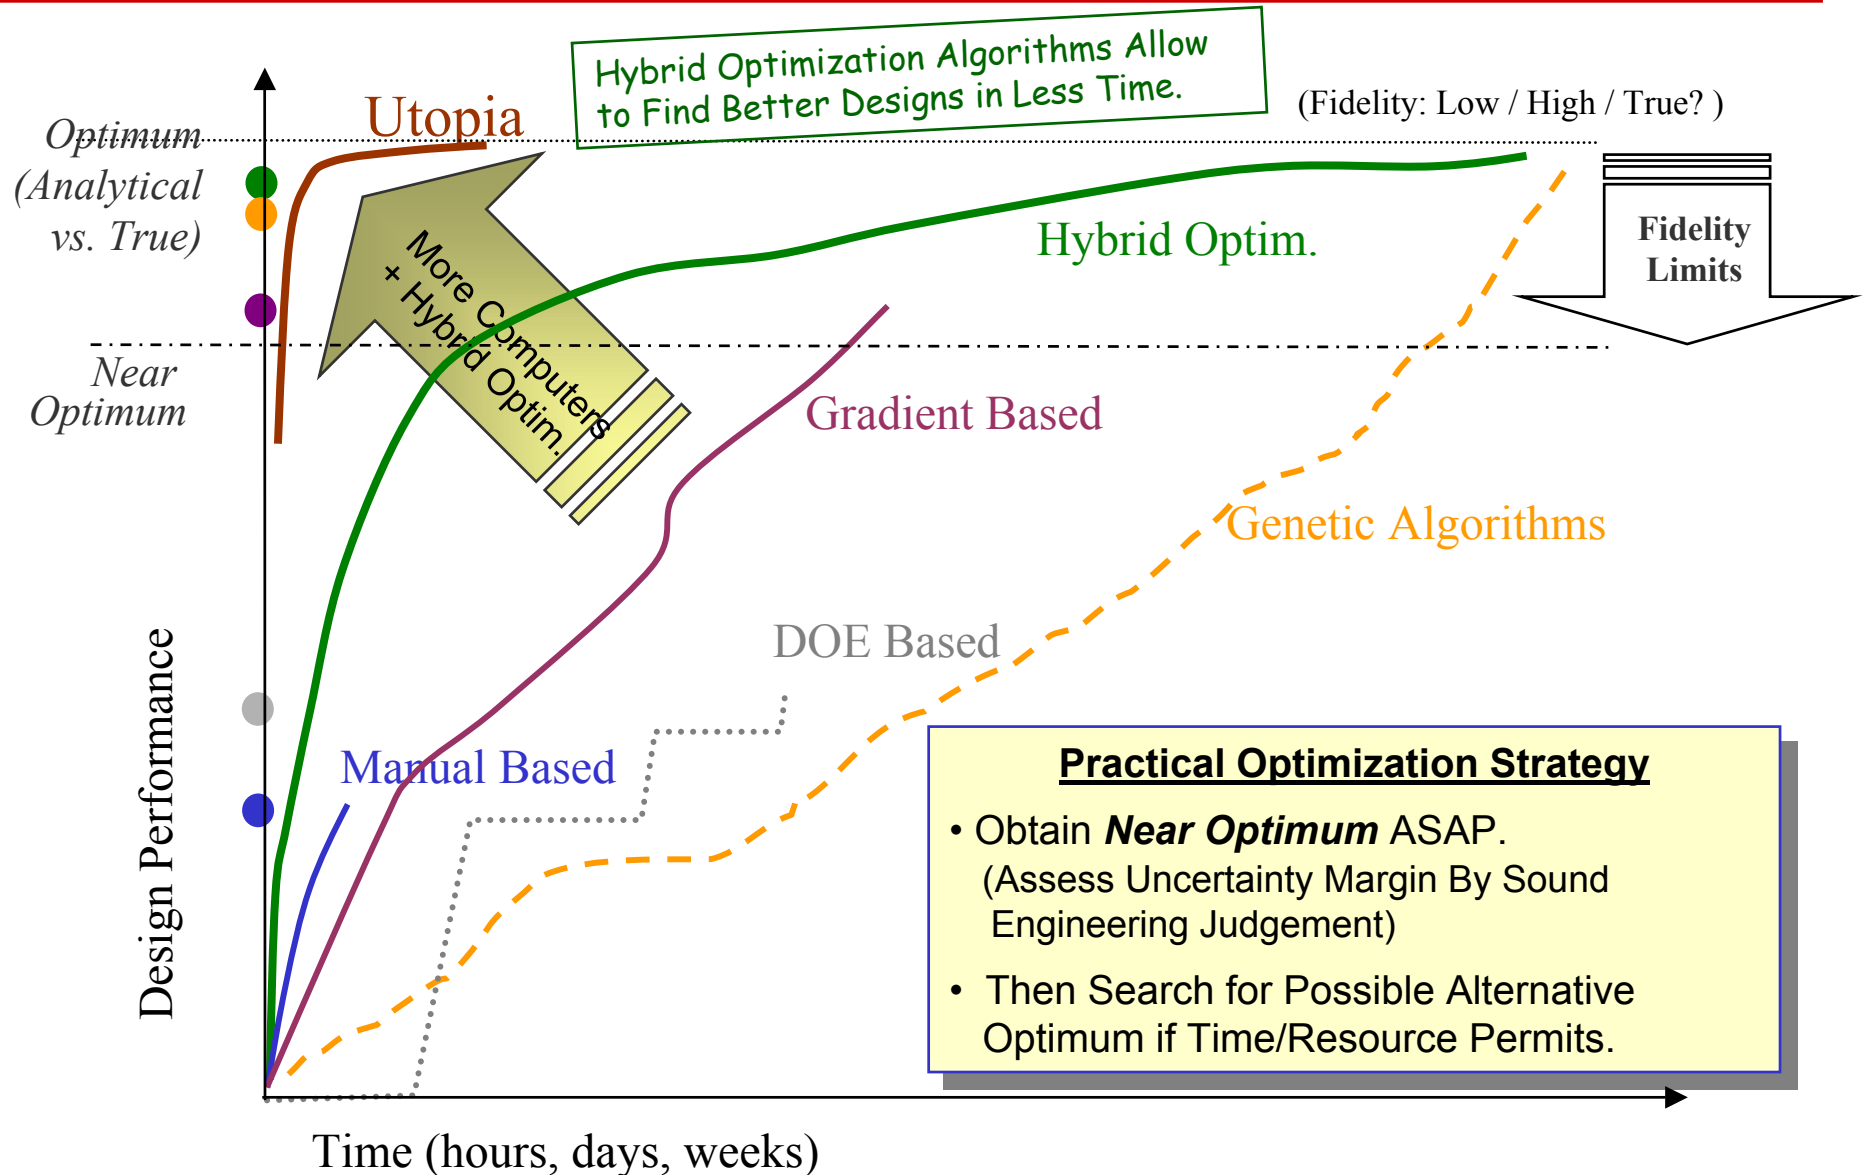 Hybrid Optimization Algorithms Allow
to Find Better Designs in Less Time.
(Fidelity: Low / High / True? )
Utopia
Optimum
(Analytical
vs. True)
More Computers
+ Hybrid Optim.
Hybrid Optim.
Fidelity
Limits
Near
Optimum
Gradient Based
Genetic Algorithms
DOE Based
Manual Based
Design Performance
Practical Optimization Strategy
• Obtain Near Optimum ASAP.
(Assess Uncertainty Margin By Sound
Engineering Judgement)
• Then Search for Possible Alternative
Optimum if Time/Resource Permits.
Time (hours, days, weeks)